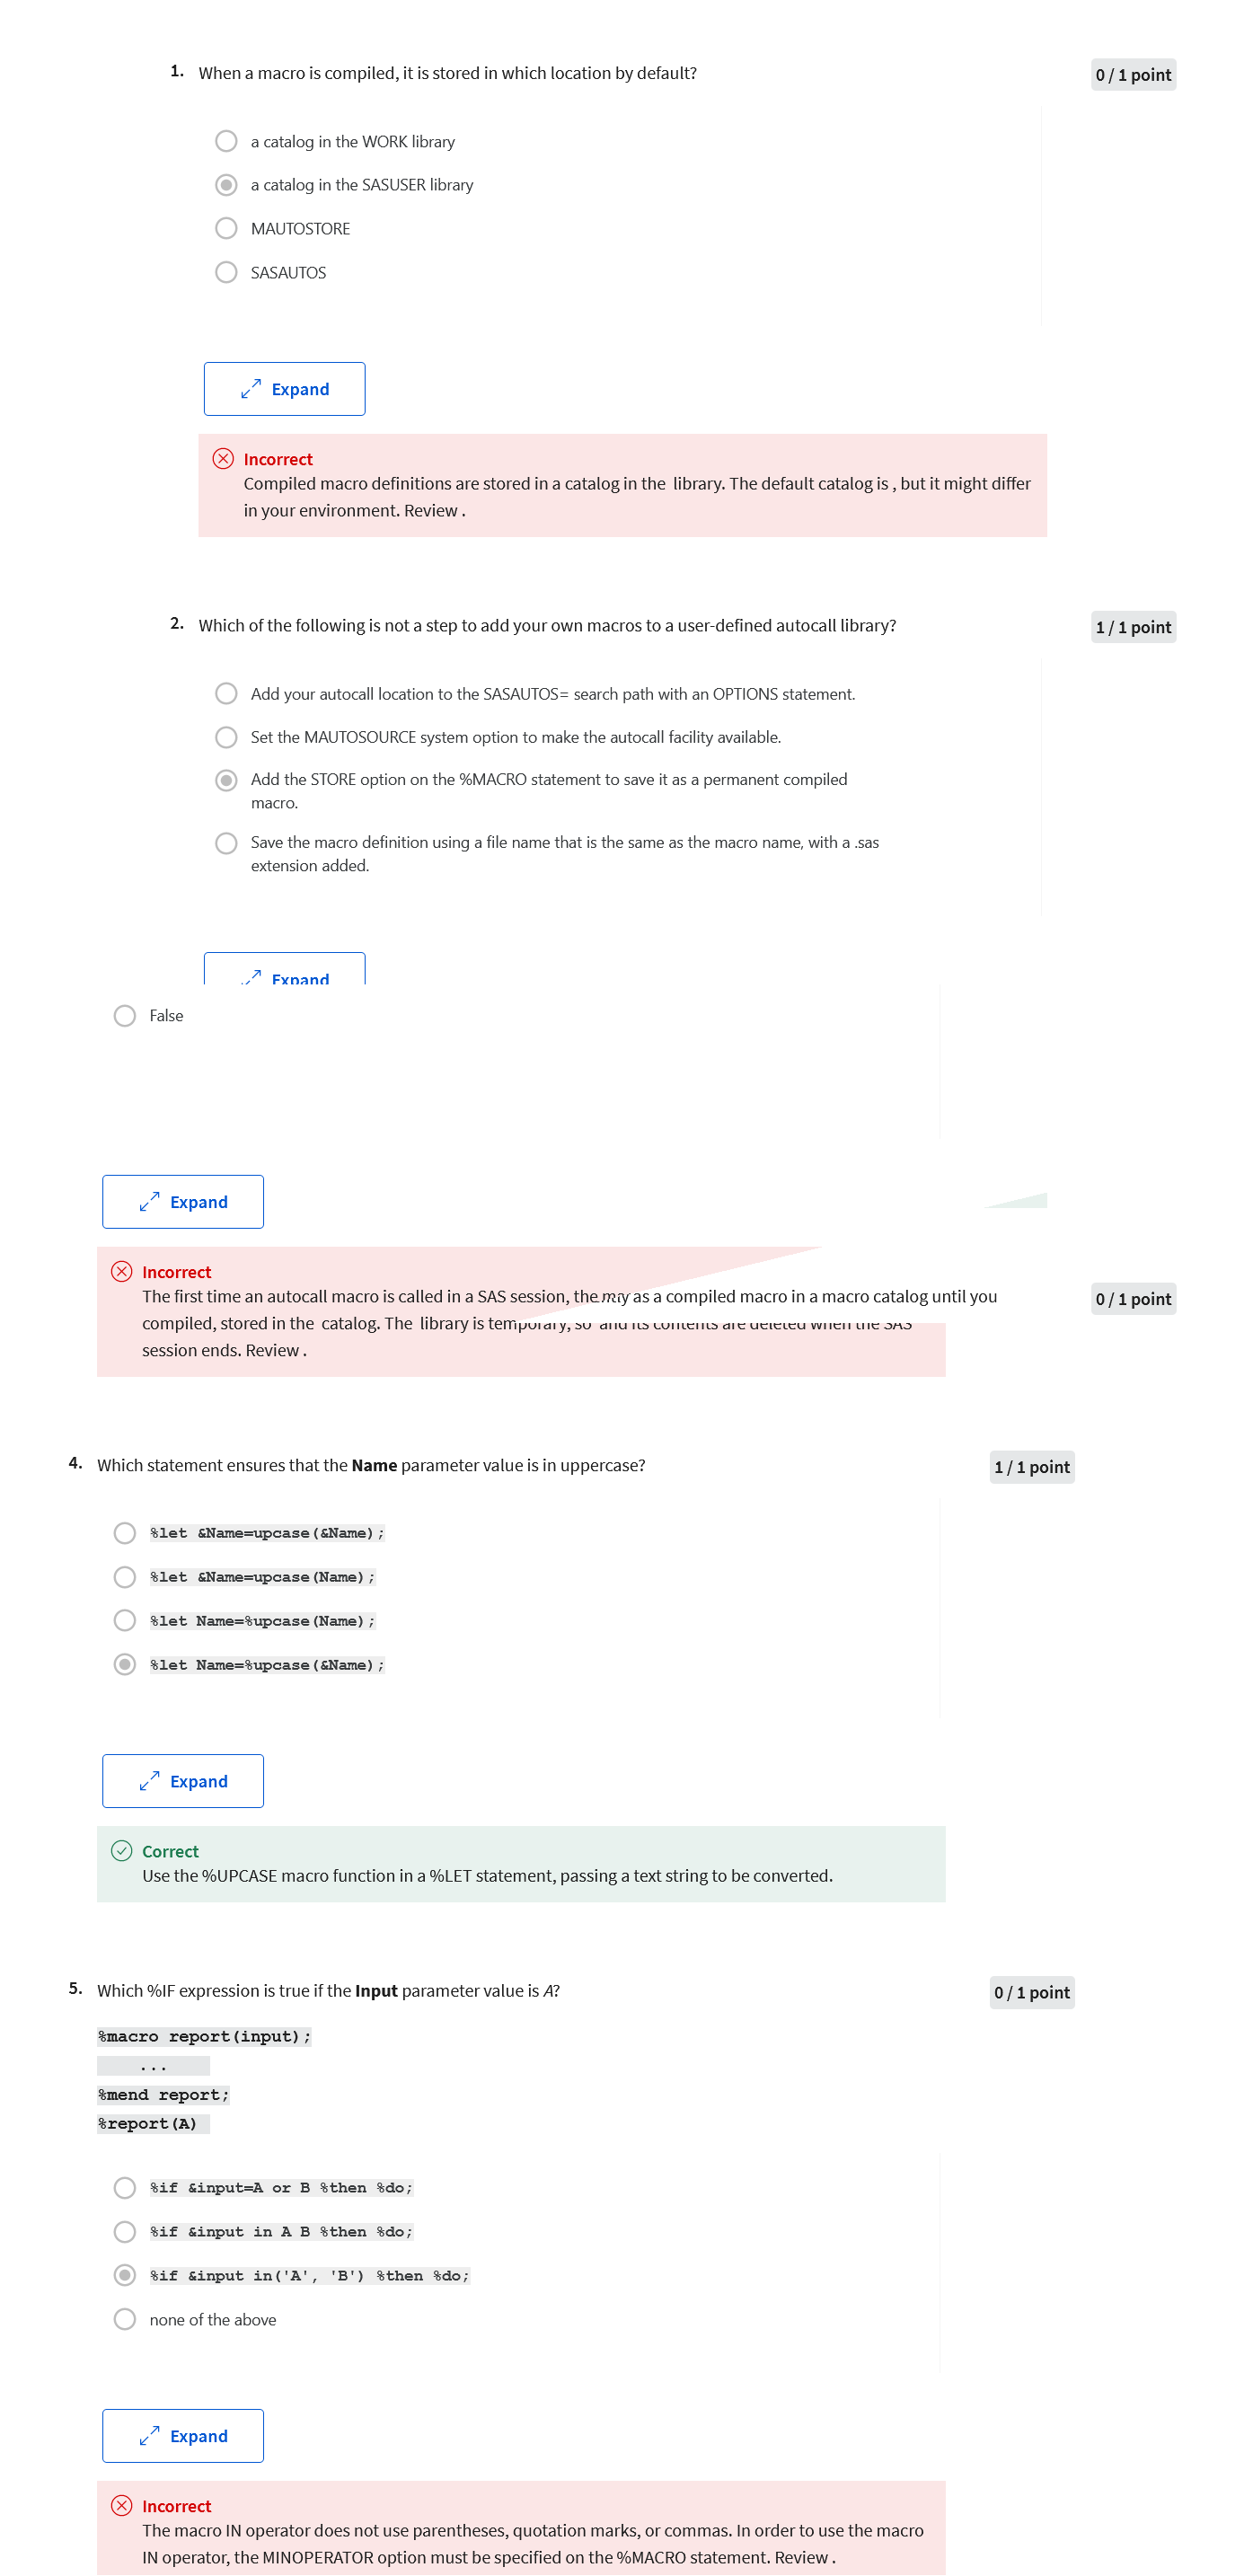 1. When a macro is compiled, it is stored in which location by default?
0 / 1 point
a catalog in the WORK library
a catalog in the SASUSER library
MAUTOSTORE
SASAUTOS
Expand
Incorrect
Compiled macro definitions are stored in a catalog in the  library. The default catalog is , but it might differ
in your environment. Review .
2. Which of the following is not a step to add your own macros to a user-defined autocall library?
1 / 1 point
Add your autocall location to the SASAUTOS= search path with an OPTIONS statement.
Set the MAUTOSOURCE system option to make the autocall facility available.
Add the STORE option on the %MACRO statement to save it as a permanent compiled
macro.
Save the macro definition using a file name that is the same as the macro name, with a .sas
extension added.
Expand
False
Expand
Incorrect
The first time an autocall macro is called in a SAS session, the as a compiled macro in a macro catalog until you
0 / 1 point
compiled, stored in the  catalog. The  library is temporary, so  and its contents are deleted when the SAS
session ends. Review .
4. Which statement ensures that the Name parameter value is in uppercase?
1 / 1 point
%let &Name=upcase(&Name);
%let &Name=upcase(Name);
%let Name=%upcase(Name);
%let Name=%upcase(&Name);
Expand
Correct
Use the %UPCASE macro function in a %LET statement, passing a text string to be converted.
5. Which %IF expression is true if the Input parameter value is A?
0 / 1 point
%macro report(input);
...
%mend report;
%report(A)
%if &input=A or B %then %do;
%if &input in A B %then %do;
%if &input in('A', 'B') %then %do;
none of the above
Expand
Incorrect
The macro IN operator does not use parentheses, quotation marks, or commas. In order to use the macro
IN operator, the MINOPERATOR option must be specified on the %MACRO statement. Review .